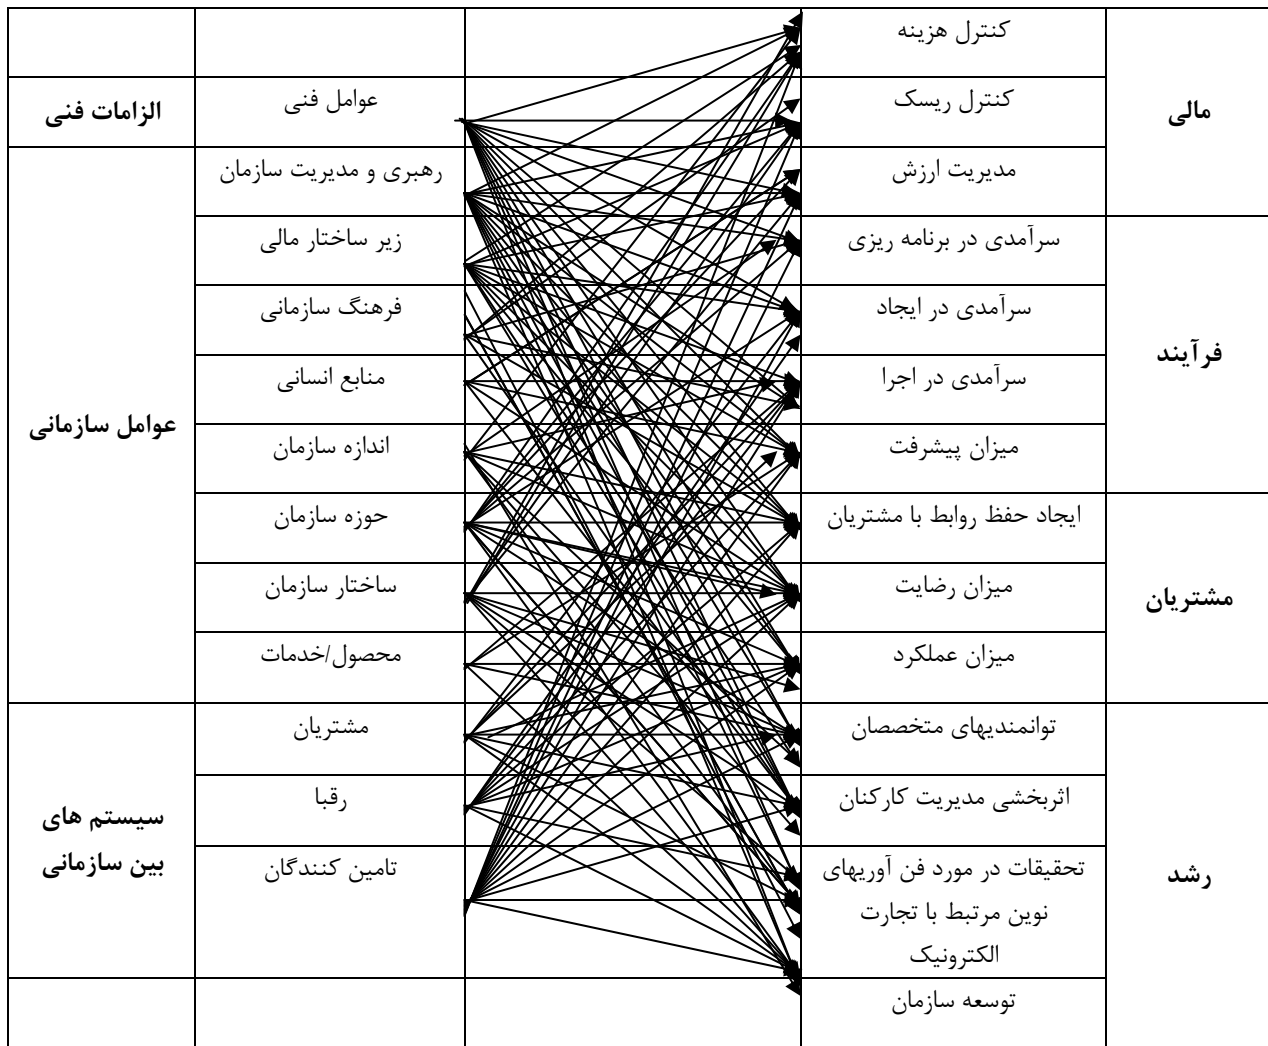 کنترل هزینه
مالی
کنترل ریسک
عوامل فنی
الزامات فنی
مدیریت ارزش
رهبری و مدیریت سازمان
عوامل سازمانی
فرآیند
سرآمدی در برنامه ریزی
زیر ساختار مالی
سرآمدی در ایجاد
فرهنگ سازمانی
سرآمدی در اجرا
منابع انسانی
میزان پیشرفت
اندازه سازمان
مشتریان
ایجاد حفظ روابط با مشتریان
حوزه سازمان
میزان رضایت
ساختار سازمان
میزان عملکرد
محصول/خدمات
رشد
توانمندیهای متخصصان
مشتریان
سیستم های
بین سازمانی
اثربخشی مدیریت کارکنان
رقبا
تحقیقات در مورد فن آوریهای
نوین مرتبط با تجارت
الکترونیک
تامین کنندگان
توسعه سازمان